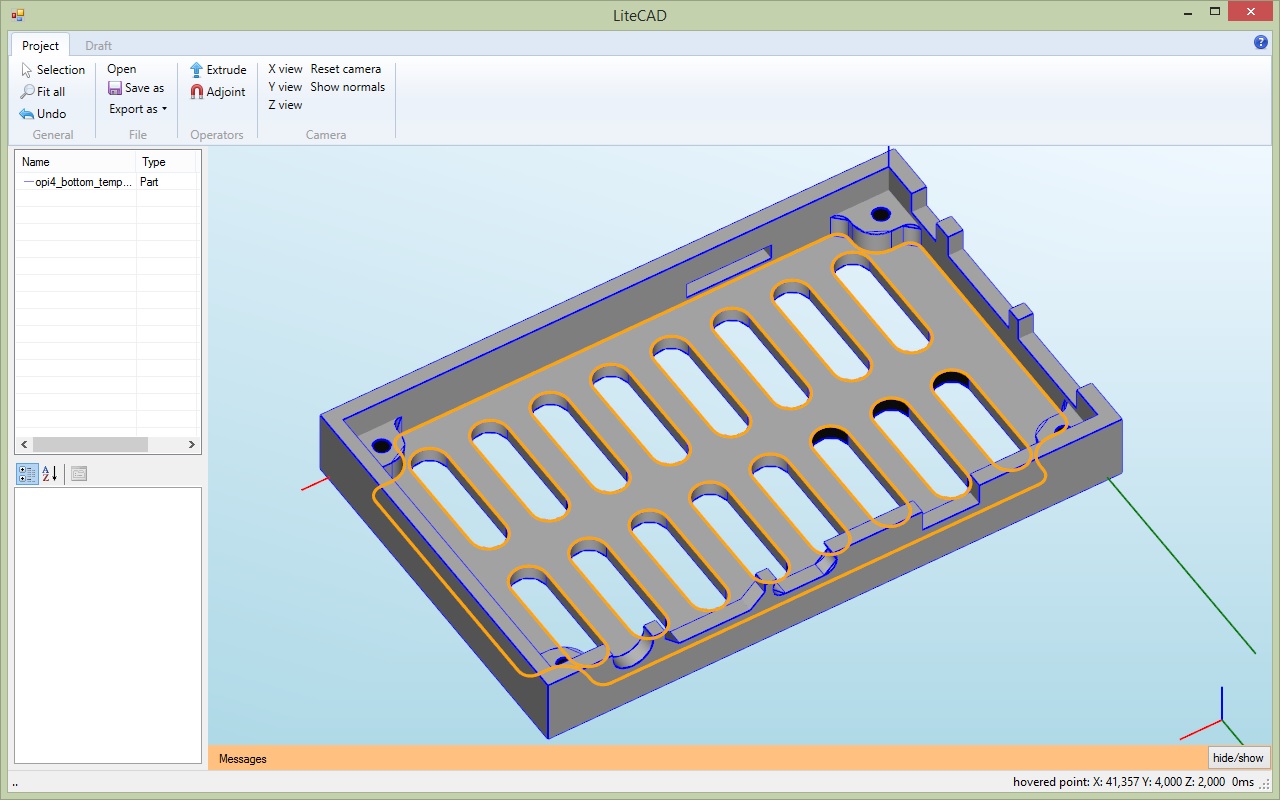 LiteCAD
Project Draft
Selection
Fit all
Undo
General
Open
Save as
Export as
File
Extrude
Adjoint
Operators
X view Reset camera
Y view Show normals
Z view
Camera
Name Type
opi4_bottom_temp... Part
A
Z
Messages
hide/show
.. hovered point: X: 41,357 Y: 4,000 Z: 2,000 0ms